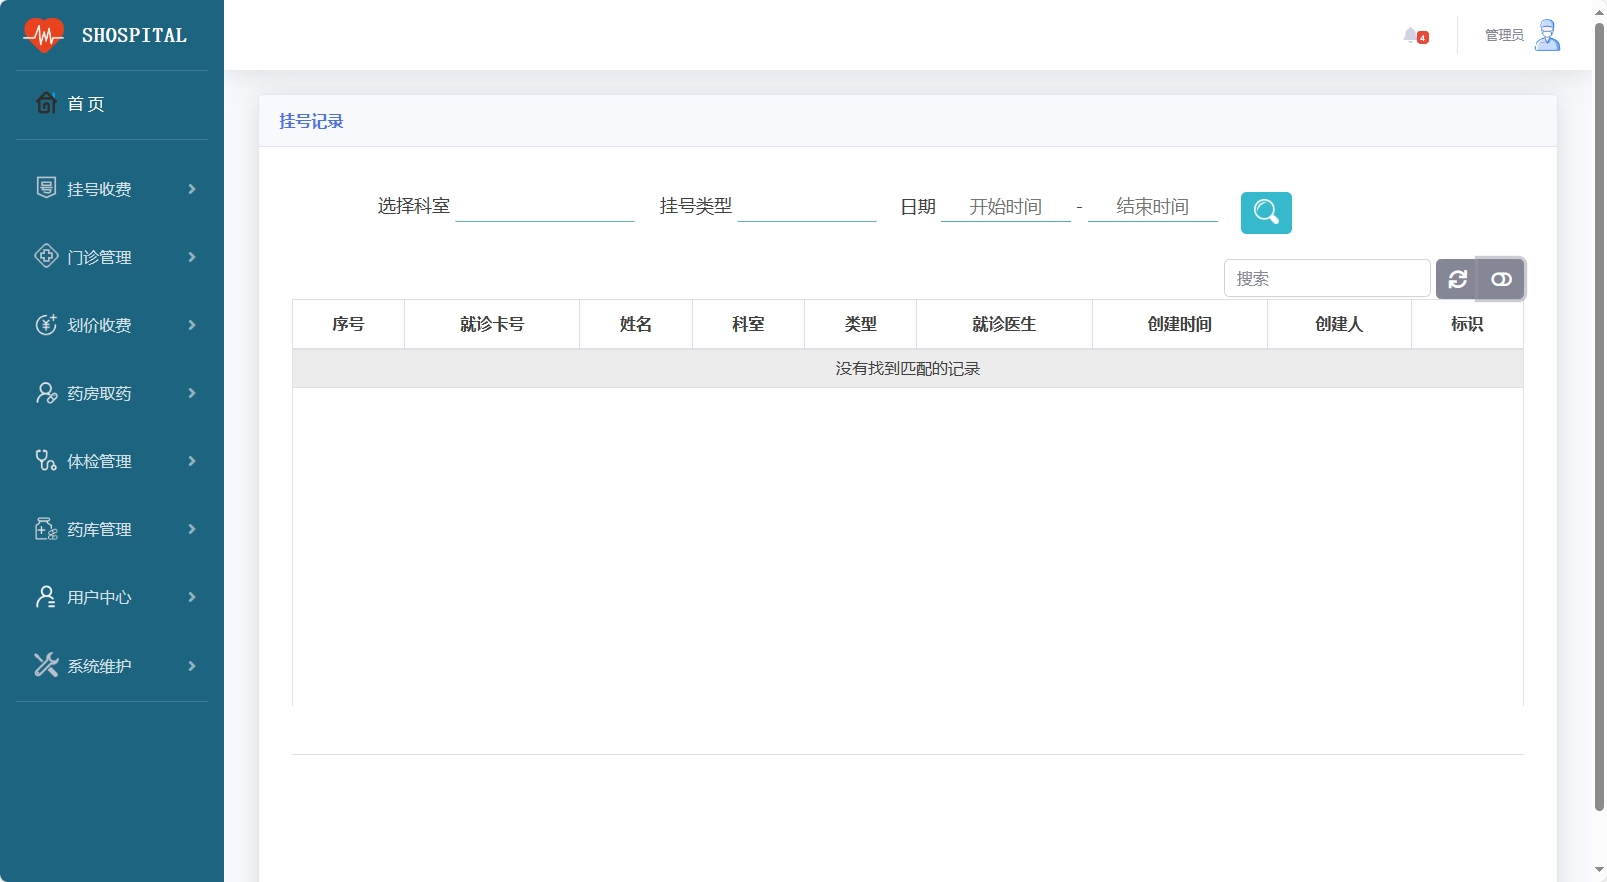 SHOSPITAL
4
管理员
首页
挂号收费
门诊管理
划价收费
药房取药
体检管理
药库管理
用户中心
系统维护
挂号记录
选择科室 挂号类型 日期 开始时间 - 结束时间
搜索
序号 就诊卡号 姓名 科室 类型 就诊医生 创建时间 创建人 标识
没有找到匹配的记录